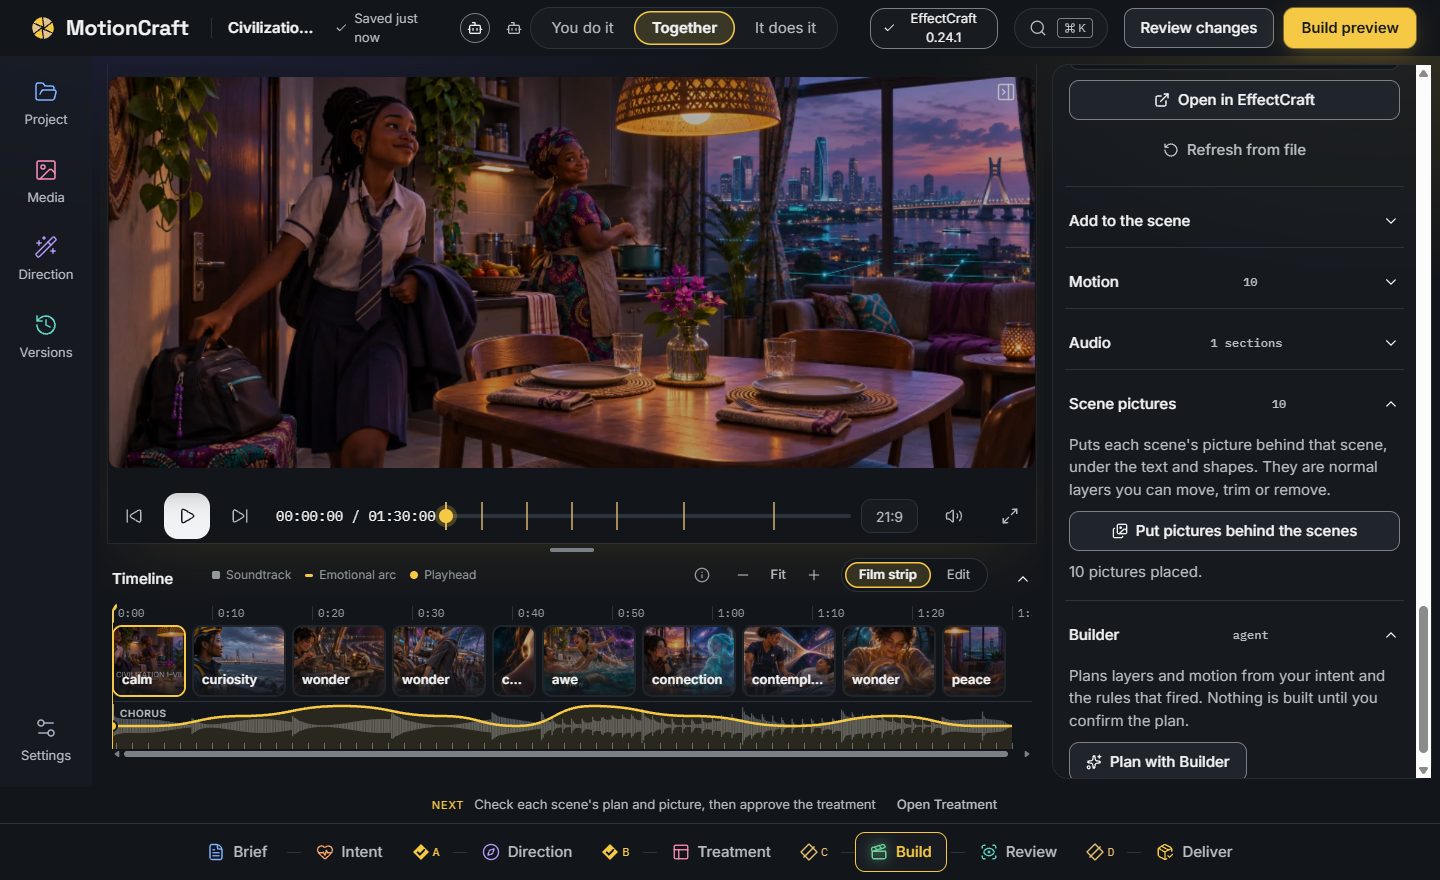 MotionCraft
Civilizatio...
Saved just now
You do it
Together
It does it
EffectCraft 0.24.1
⌘ K
Review changes
Build preview
Project
Media
Direction
Versions
Settings
Open in EffectCraft
Refresh from file
Add to the scene
Motion 10
Audio 1 sections
Scene pictures 10
Puts each scene's picture behind that scene,
under the text and shapes. They are normal
layers you can move, trim or remove.
Put pictures behind the scenes
10 pictures placed.
Builder agent
Plans layers and motion from your intent and
the rules that fired. Nothing is built until you
confirm the plan.
Plan with Builder
00:00:00 / 01:30:00
21:9
Timeline
Soundtrack
Emotional arc
Playhead
Fit
Film strip
Edit
0:00 0:10 0:20 0:30 0:40 0:50 1:00 1:10 1:20 1:
calm curiosity wonder wonder c... awe connection contempl... wonder peace
CHORUS
NEXT Check each scene's plan and picture, then approve the treatment Open Treatment
Brief Intent A Direction B Treatment C Build Review D Deliver